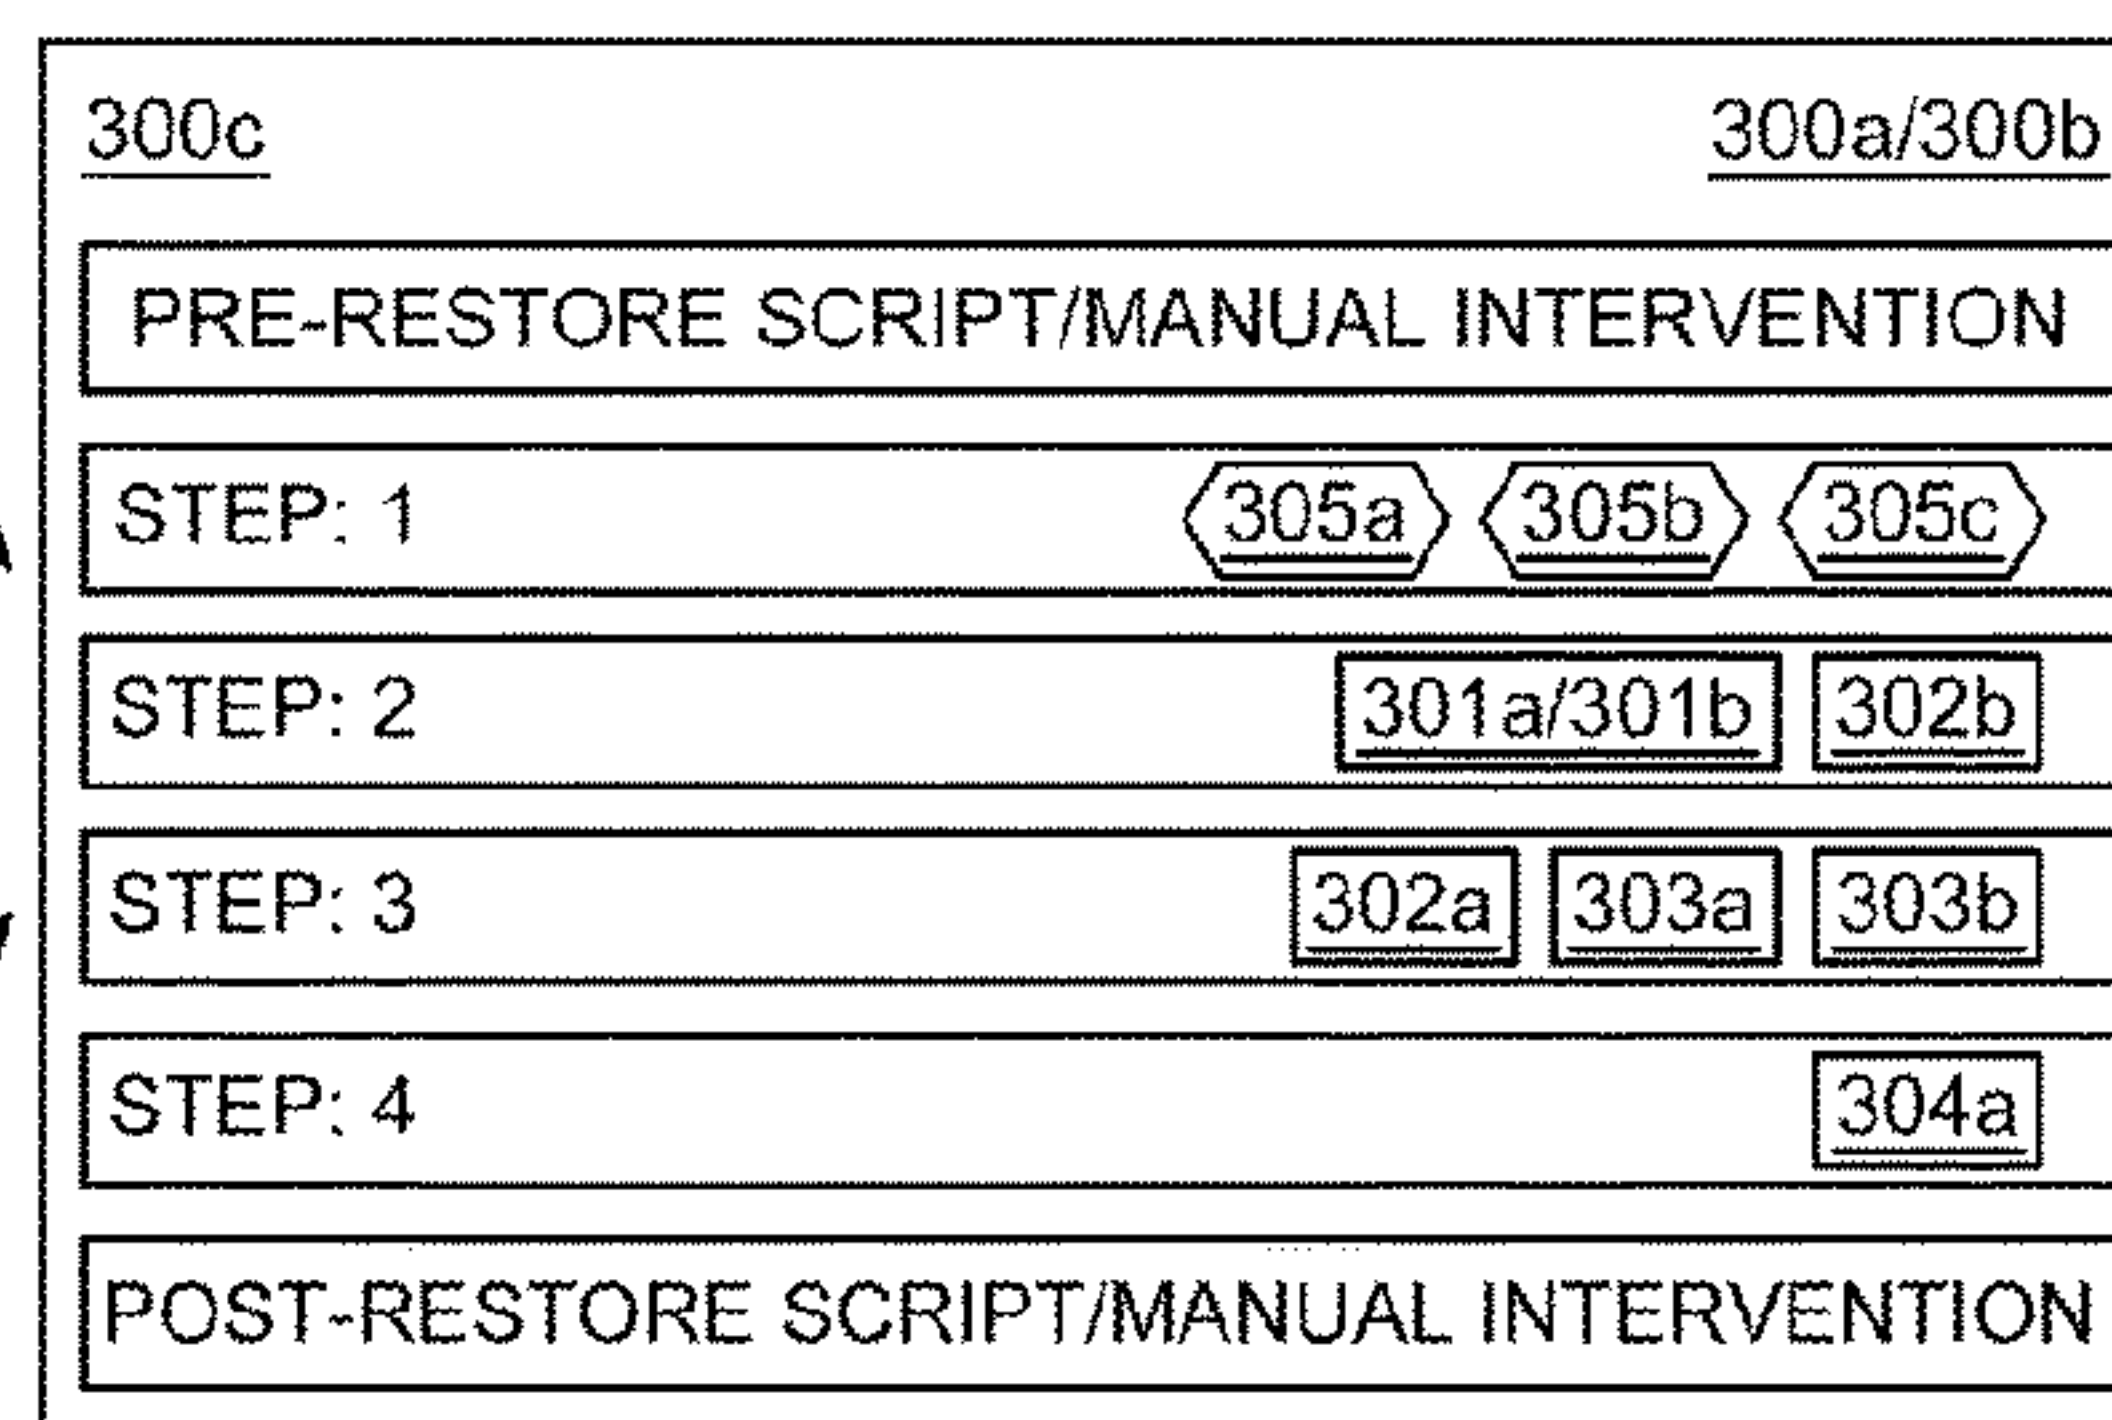 300c 300a/300b
PRE-RESTORE SCRIPT/MANUAL INTERVENTION
STEP: 1 305a 305b 305c
STEP: 2 301a/301b 302b
STEP: 3 302a 303a 303b
STEP: 4 304a
POST-RESTORE SCRIPT/MANUAL INTERVENTION